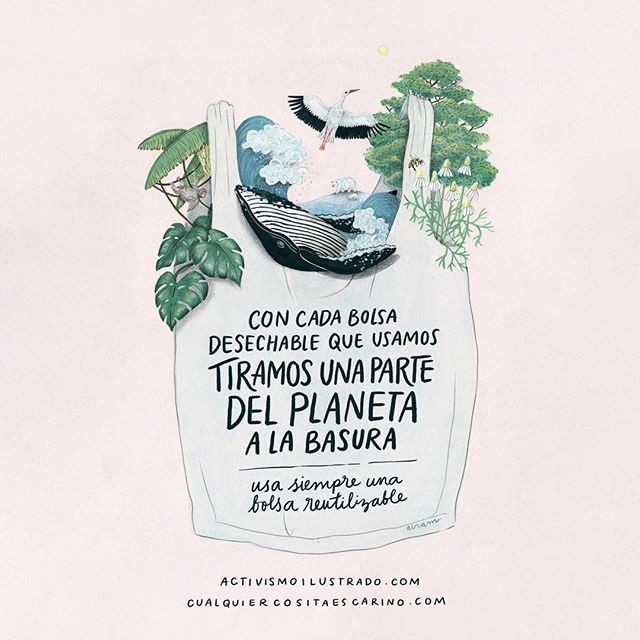 CON CADA BOLSA
DESECHABLE QUE USAMOS
TIRAMOS UNA PARTE
DEL PLANETA
A LA BASURA
usa siempre una
bolsa reutilizable
ACTIVISMOILUSTRADO.COM
CUALQUIERCOSITAESCARINO.COM